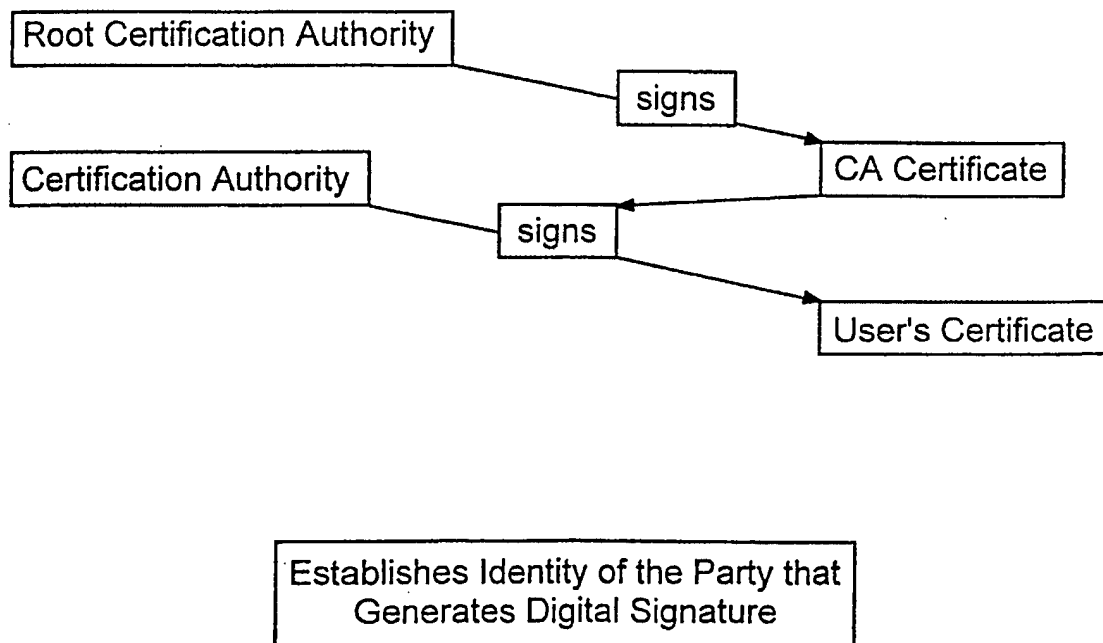 Root Certification Authority
signs
CA Certificate
Certification Authority
signs
User's Certificate
Establishes Identity of the Party that
Generates Digital Signature